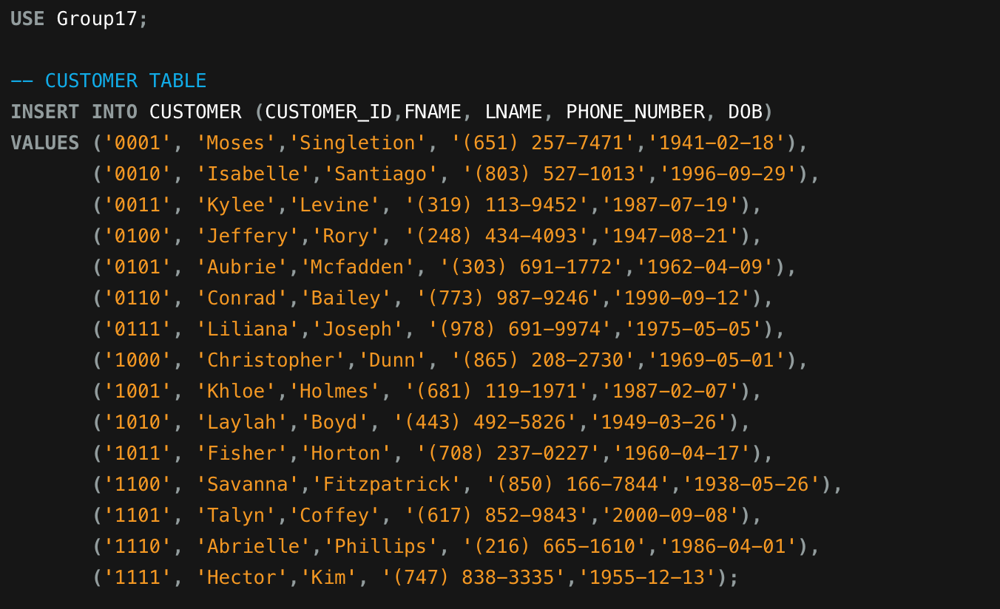 USE Group17;
-- CUSTOMER TABLE
INSERT INTO CUSTOMER (CUSTOMER_ID,FNAME, LNAME, PHONE_NUMBER, DOB)
VALUES ('0001', 'Moses','Singletion', '(651) 257-7471','1941-02-18'),
('0010', 'Isabelle','Santiago', '(803) 527-1013','1996-09-29'),
('0011', 'Kylee','Levine', '(319) 113-9452','1987-07-19'),
('0100', 'Jeffery','Rory', '(248) 434-4093','1947-08-21'),
('0101', 'Aubrie','Mcfadden', '(303) 691-1772','1962-04-09'),
('0110', 'Conrad','Bailey', '(773) 987-9246','1990-09-12'),
('0111', 'Liliana','Joseph', '(978) 691-9974','1975-05-05'),
('1000', 'Christopher','Dunn', '(865) 208-2730','1969-05-01'),
('1001', 'Khloe','Holmes', '(681) 119-1971','1987-02-07'),
('1010', 'Laylah','Boyd', '(443) 492-5826','1949-03-26'),
('1011', 'Fisher','Horton', '(708) 237-0227','1960-04-17'),
('1100', 'Savanna','Fitzpatrick', '(850) 166-7844','1938-05-26'),
('1101', 'Talyn','Coffey', '(617) 852-9843','2000-09-08'),
('1110', 'Abrielle','Phillips', '(216) 665-1610','1986-04-01'),
('1111', 'Hector','Kim', '(747) 838-3335','1955-12-13');